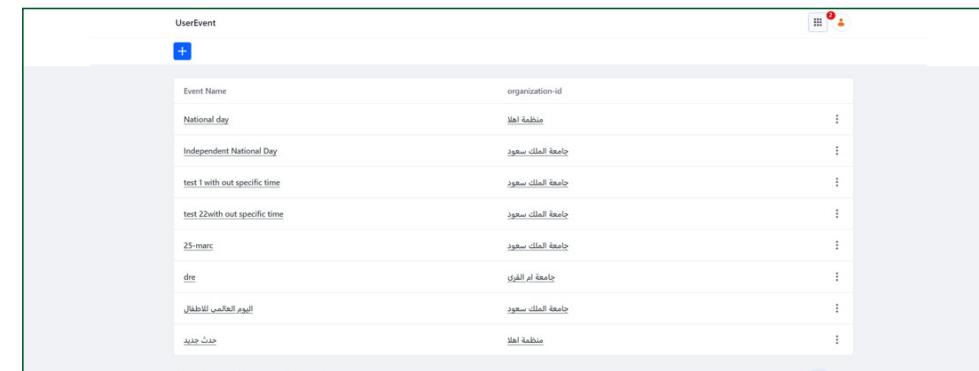 UserEvent
2
+
Event Name organization-id
National day منظمة اهلا
Independent National Day جامعة الملك سعود
test 1 with out specific time جامعة الملك سعود
test 22with out specific time جامعة الملك سعود
25-marc جامعة الملك سعود
dre جامعة ام القرى
اليوم العالمي للاطفال جامعة الملك سعود
حدث جديد منظمة اهلا